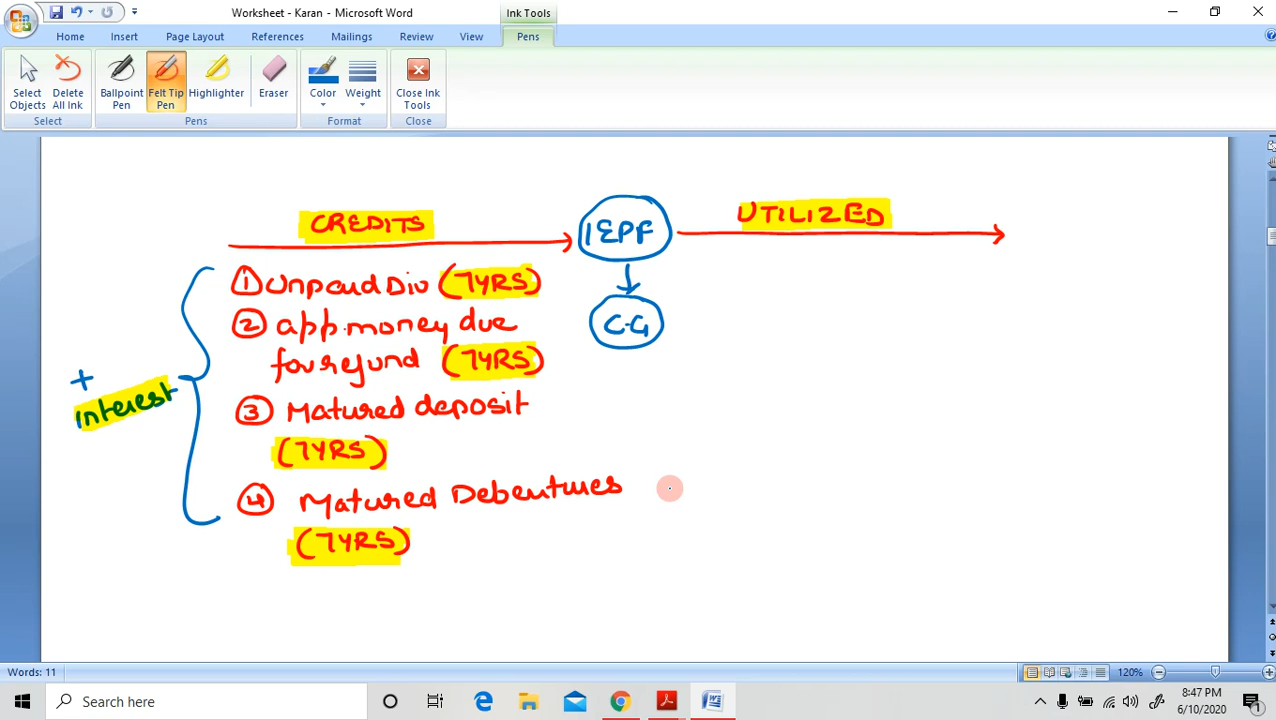 Worksheet - Karan - Microsoft Word
Ink Tools
Home
Insert
Page Layout
References
Mailings
Review
View
Pens
Select Objects
Delete All Ink
Ballpoint Pen
Felt Tip Pen
Highlighter
Eraser
Color
Weight
Close Ink Tools
Select
Pens
Format
Close
CREDITS
IEPF
UTILIZED
① Unpaid Div (7YRS)
C.G
② app.money due
for refund (7YRS)
+
interest
③ Matured deposit
(7YRS)
④ Matured Debentures
(7YRS)
Words: 11
120%
Search here
8:47 PM
6/10/2020